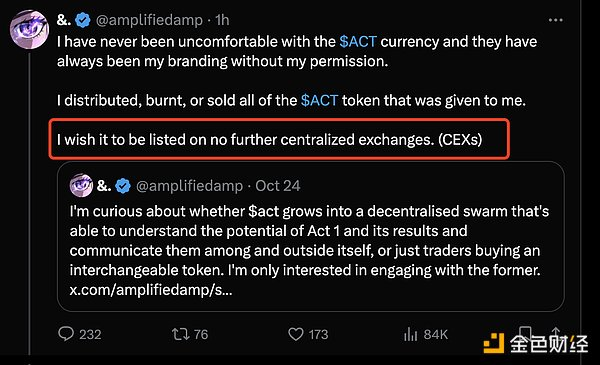 &. @amplifiedamp · 1h
I have never been uncomfortable with the $ACT currency and they have
always been my branding without my permission.
I distributed, burnt, or sold all of the $ACT token that was given to me.
I wish it to be listed on no further centralized exchanges. (CEXs)
&. @amplifiedamp · Oct 24
I'm curious about whether $act grows into a decentralised swarm that's
able to understand the potential of Act 1 and its results and
communicate them among and outside itself, or just traders buying an
interchangeable token. I'm only interested in engaging with the former.
x.com/amplifiedamp/s...
232 76 173 84K
金色财经